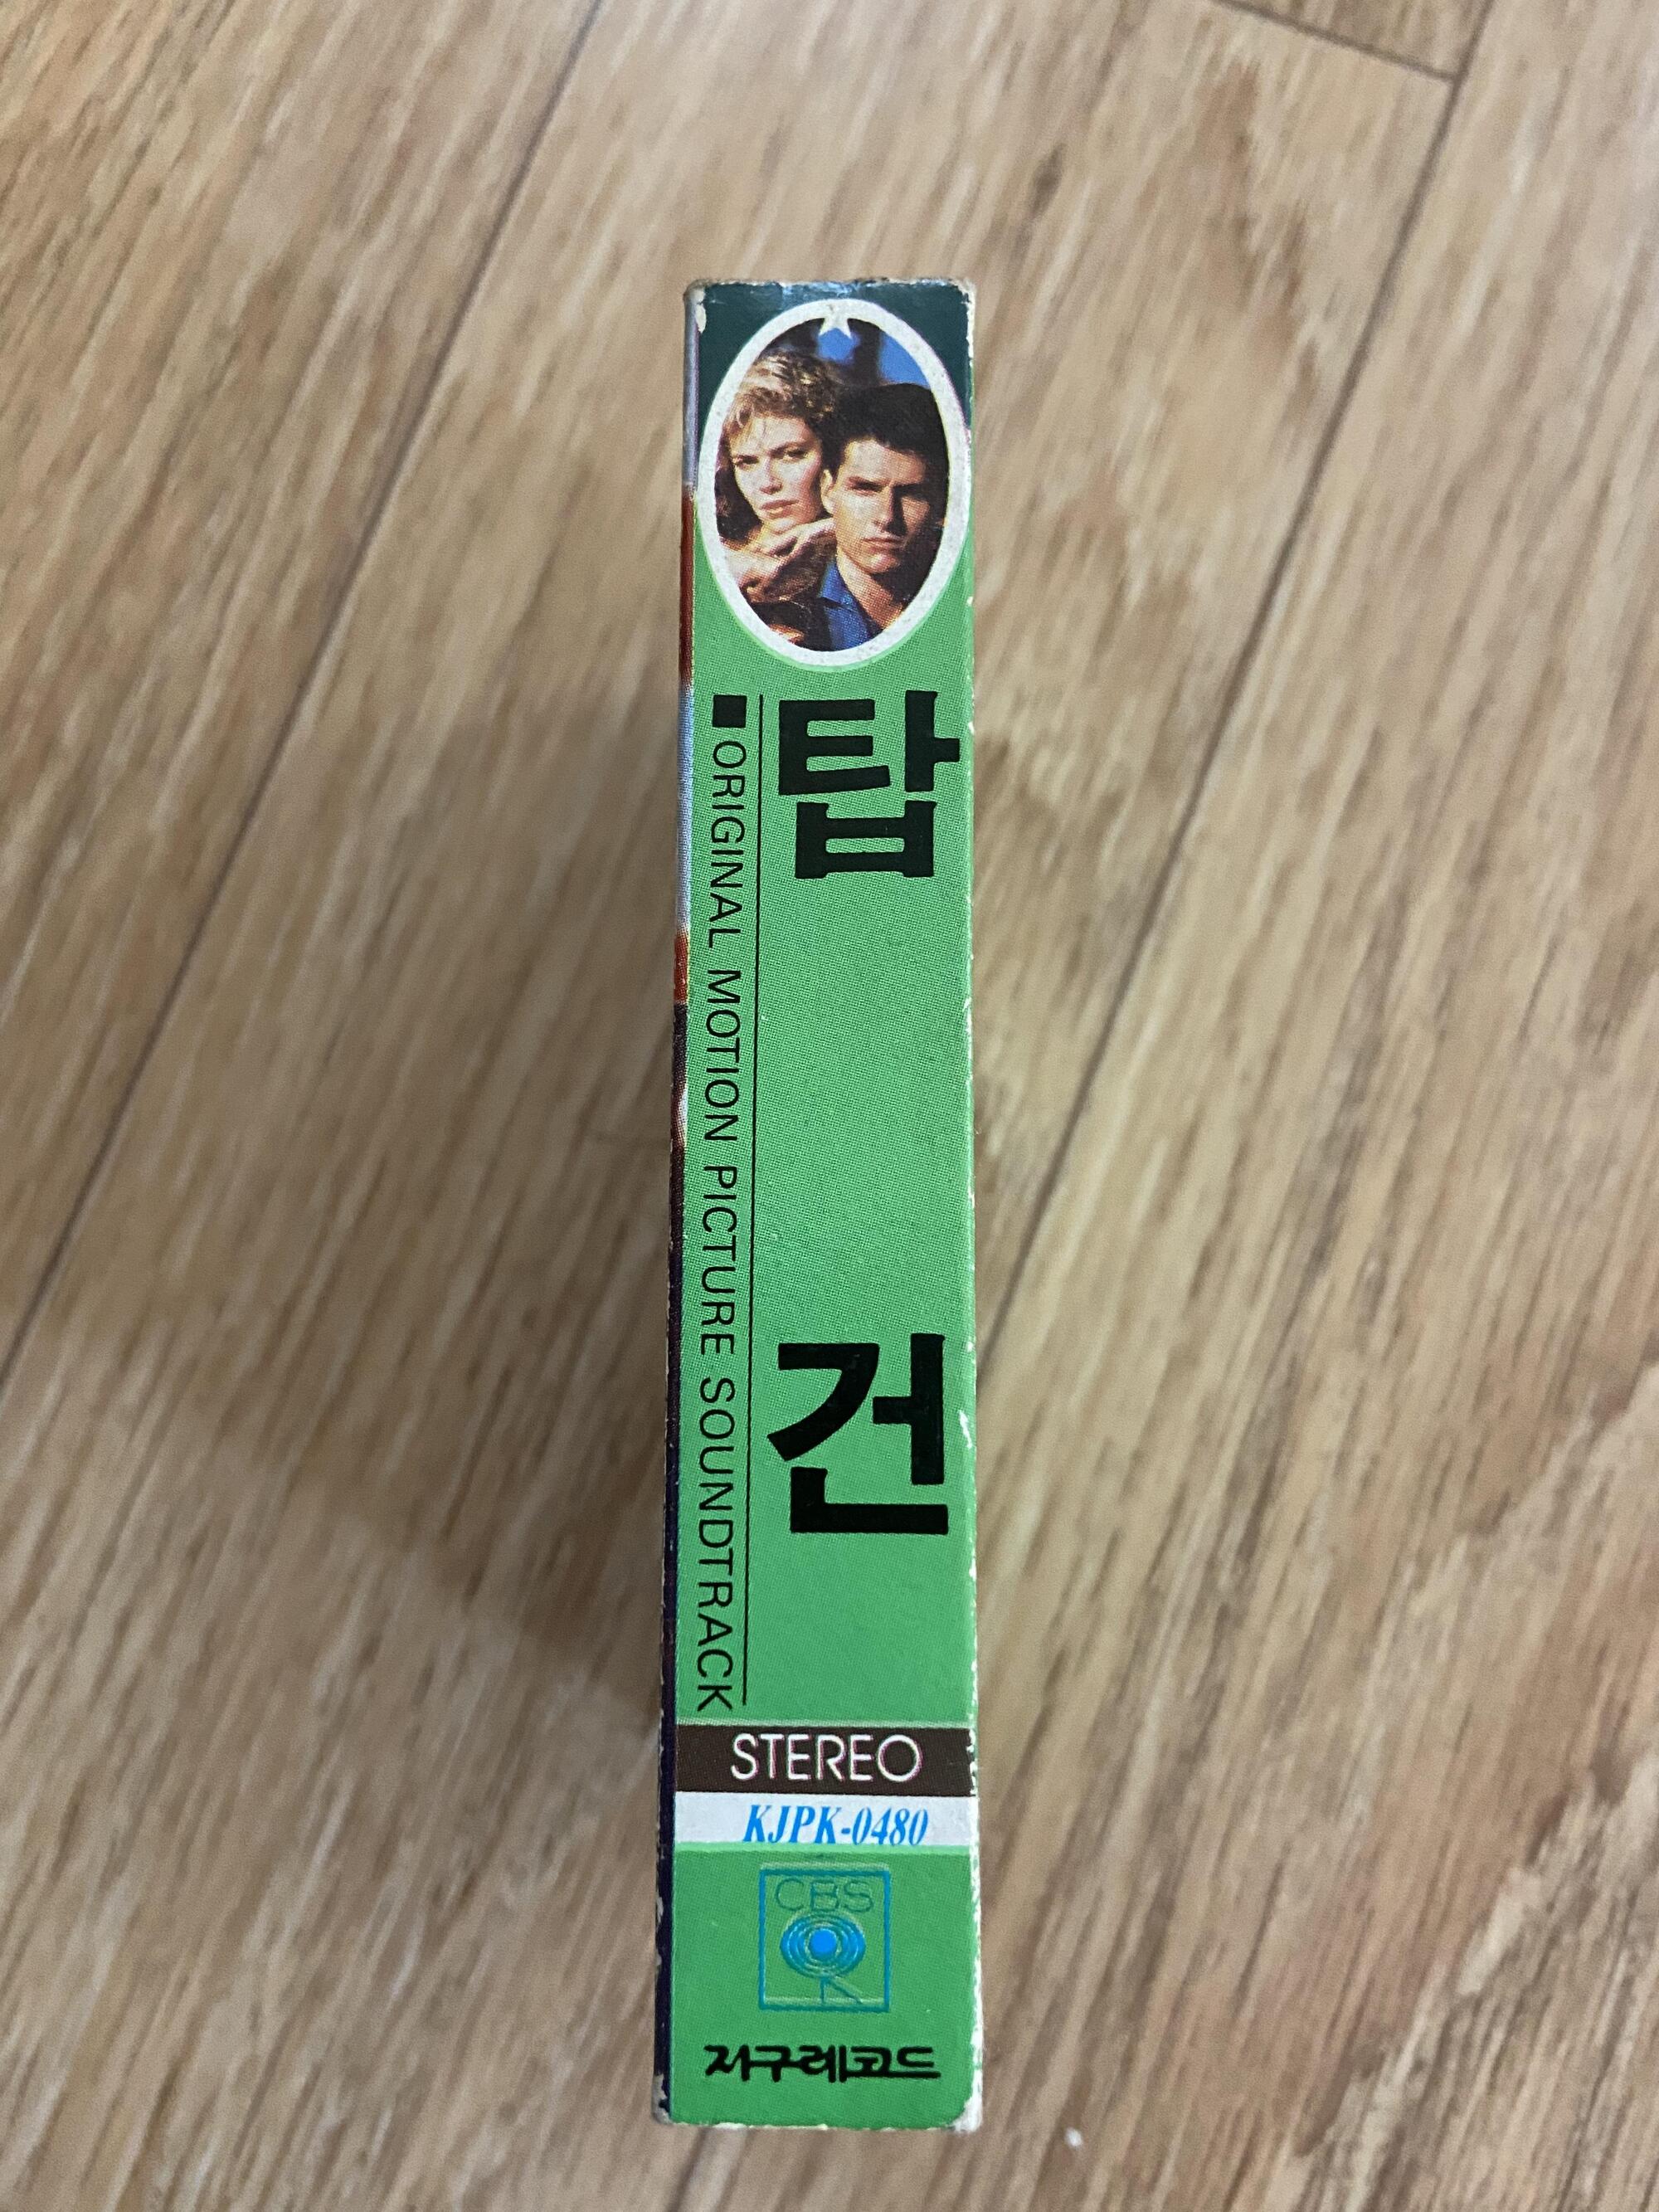 탑 건
■ORIGINAL MOTION PICTURE SOUNDTRACK
STEREO
KJPK-0480
CBS
지구레코드